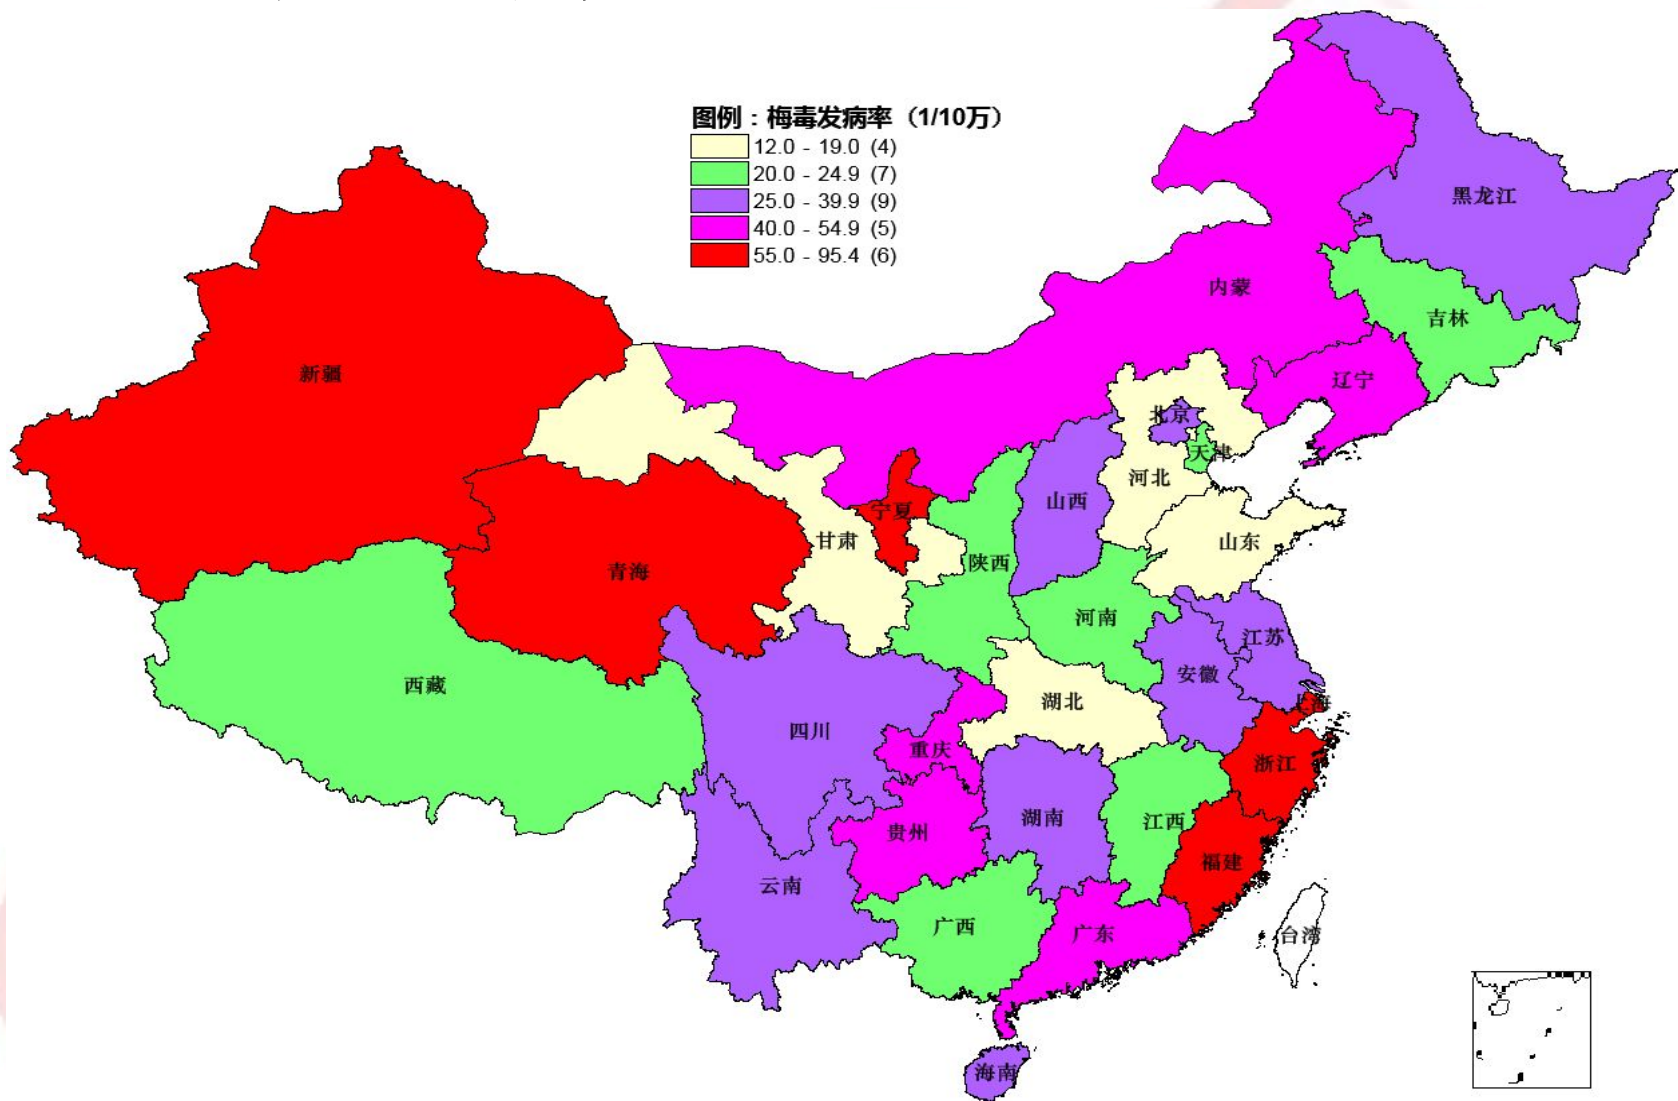 图例：梅毒发病率（1/10万）
12.0 - 19.0 (4)
20.0 - 24.9 (7)
25.0 - 39.9 (9)
40.0 - 54.9 (5)
55.0 - 95.4 (6)
黑龙江
内蒙
吉林
新疆
辽宁
北京
天津
河北
山西
宁夏
甘肃
山东
陕西
青海
河南
江苏
安徽
西藏
湖北
上海
四川
重庆
浙江
湖南
江西
贵州
福建
云南
广西
广东
台湾
海南